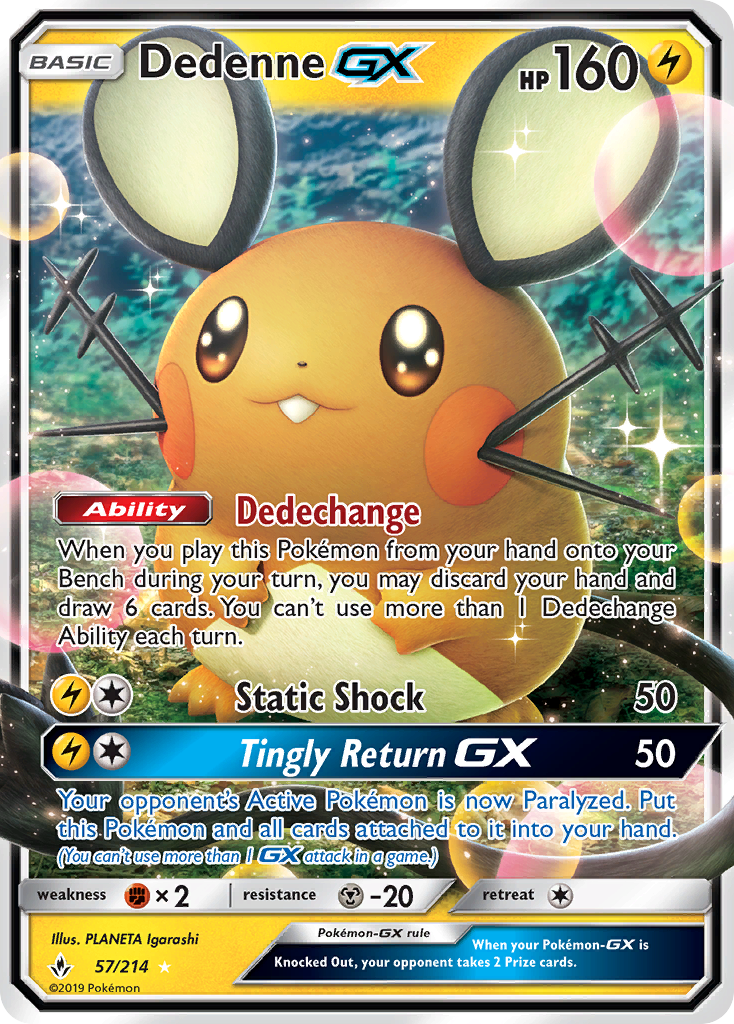 BASIC Dedenne GX HP 160
Ability Dedechange
When you play this Pokémon from your hand onto your
Bench during your turn, you may discard your hand and
draw 6 cards. You can't use more than 1 Dedechange
Ability each turn.
Static Shock 50
Tingly Return GX 50
Your opponent's Active Pokémon is now Paralyzed. Put
this Pokémon and all cards attached to it into your hand.
(You can't use more than 1 GX attack in a game.)
weakness × 2 resistance -20 retreat
Illus. PLANETA Igarashi
57/214
©2019 Pokémon
Pokémon-GX rule
When your Pokémon-GX is
Knocked Out, your opponent takes 2 Prize cards.